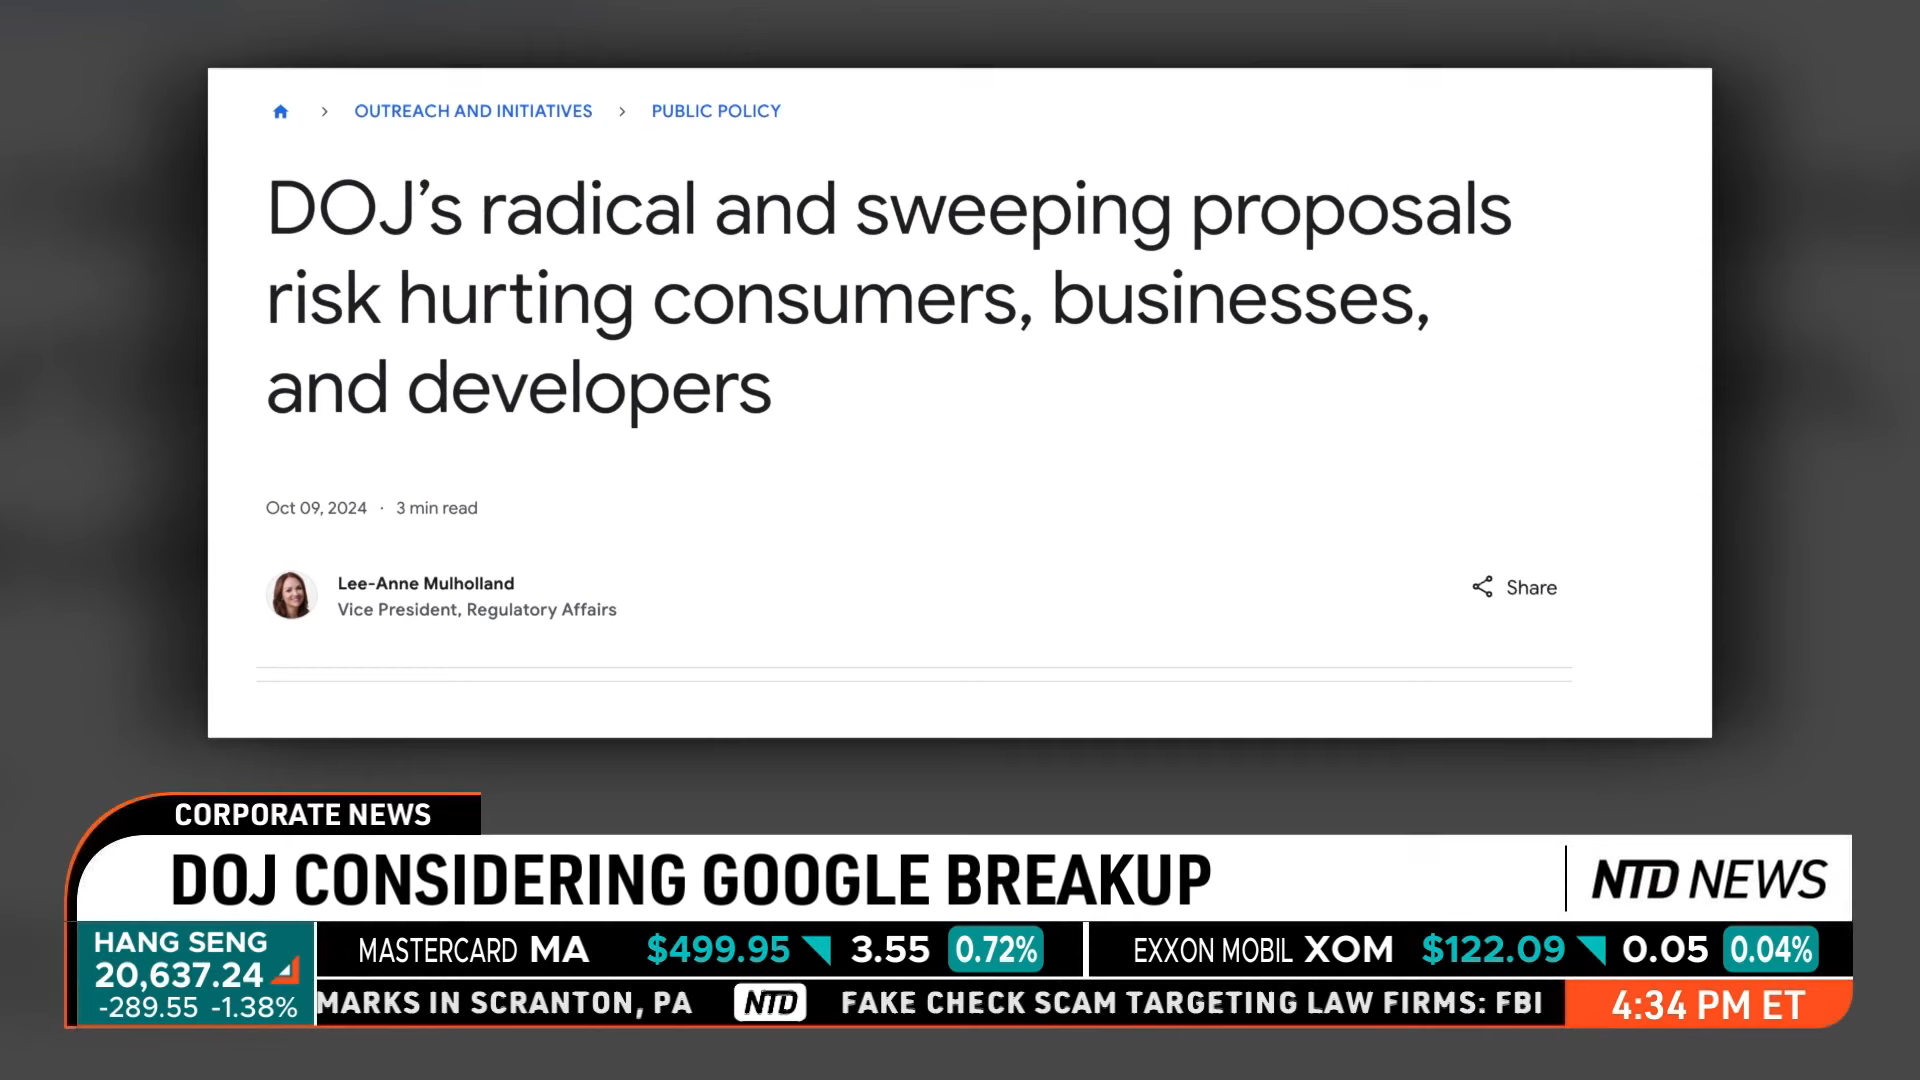 OUTREACH AND INITIATIVES > PUBLIC POLICY
DOJ’s radical and sweeping proposals
risk hurting consumers, businesses,
and developers
Oct 09, 2024 · 3 min read
Lee-Anne Mulholland
Vice President, Regulatory Affairs
Share
CORPORATE NEWS
DOJ CONSIDERING GOOGLE BREAKUP
NTD NEWS
HANG SENG
20,637.24
-289.55 -1.38%
MASTERCARD MA $499.95 3.55 0.72%
EXXON MOBIL XOM $122.09 0.05 0.04%
MARKS IN SCRANTON, PA NTD FAKE CHECK SCAM TARGETING LAW FIRMS: FBI
4:34 PM ET